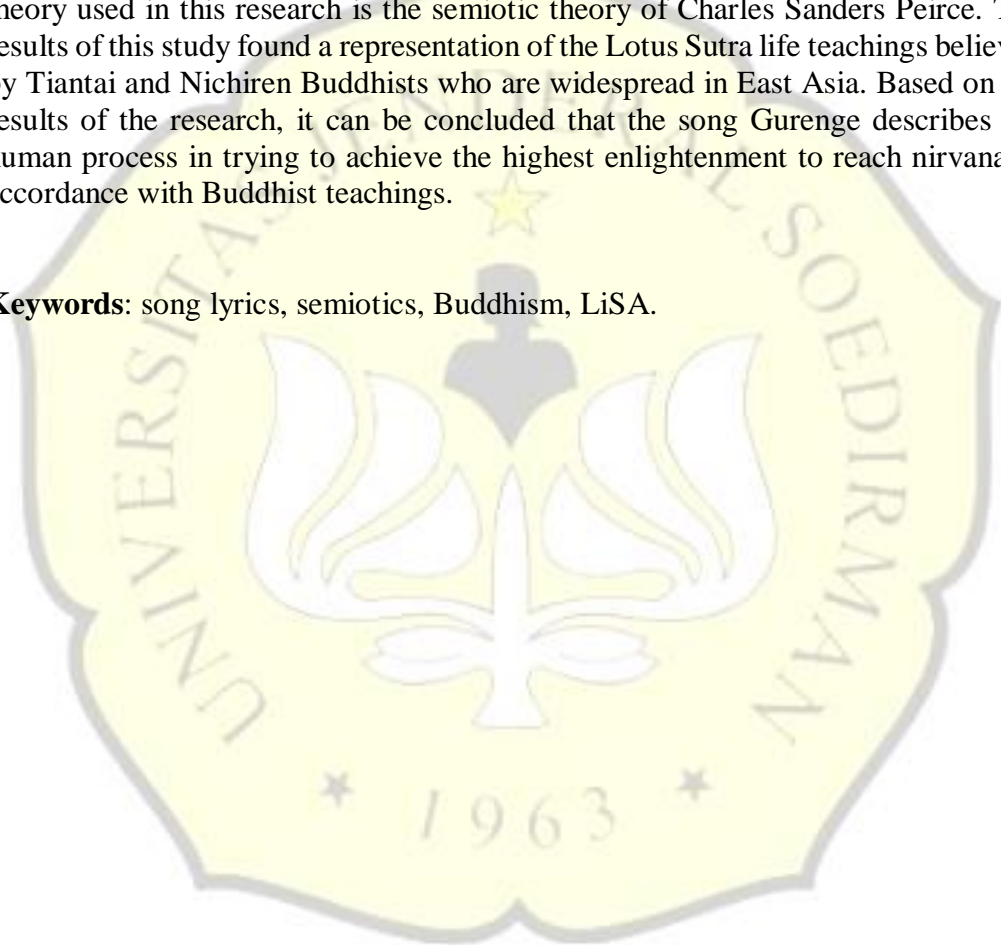 theory used in this research is the semiotic theory of Charles Sanders Peirce.
results of this study found a representation of the Lotus Sutra life teachings
by Tiantai and Nichiren Buddhists who are widespread in East Asia. Based on
results of the research, it can be concluded that the song Gurenge describes
human process in trying to achieve the highest enlightenment to reach nirvana
accordance with Buddhist teachings.
Keywords: song lyrics, semiotics, Buddhism, LiSA.
UNIVERSITAS JENDERAL SOEDIRMAN
1963